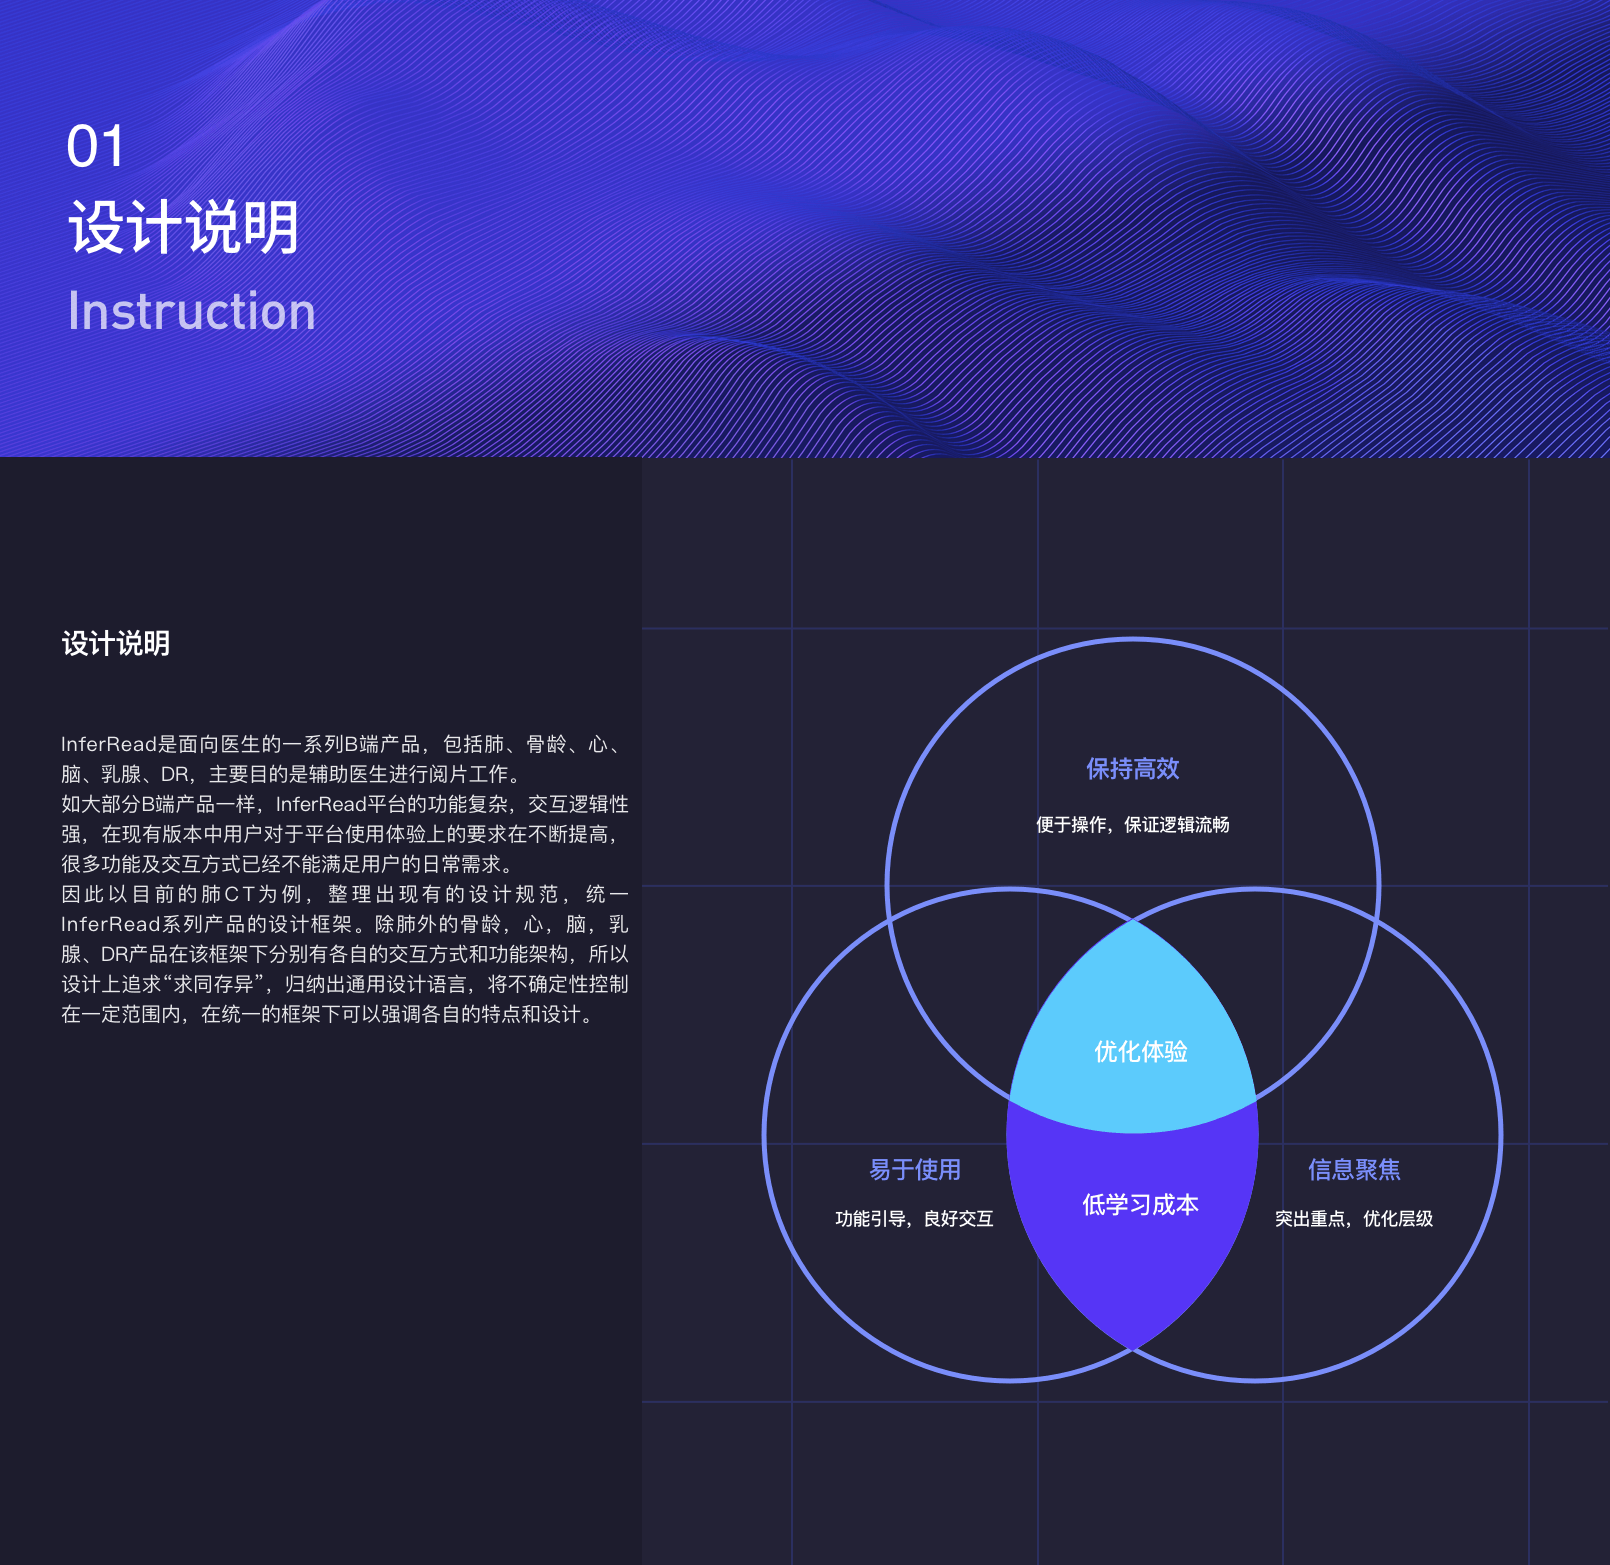 01
设计说明
Instruction
设计说明
InferRead是面向医生的一系列B端产品，包括肺、骨龄、心、
脑、乳腺、DR，主要目的是辅助医生进行阅片工作。
如大部分B端产品一样，InferRead平台的功能复杂，交互逻辑性
强，在现有版本中用户对于平台使用体验上的要求在不断提高，
很多功能及交互方式已经不能满足用户的日常需求。
因此以目前的肺CT为例，整理出现有的设计规范，统一
InferRead系列产品的设计框架。除肺外的骨龄，心，脑，乳
腺、DR产品在该框架下分别有各自的交互方式和功能架构，所以
设计上追求“求同存异”，归纳出通用设计语言，将不确定性控制
在一定范围内，在统一的框架下可以强调各自的特点和设计。
保持高效
便于操作，保证逻辑流畅
优化体验
易于使用
功能引导，良好交互
低学习成本
信息聚焦
突出重点，优化层级